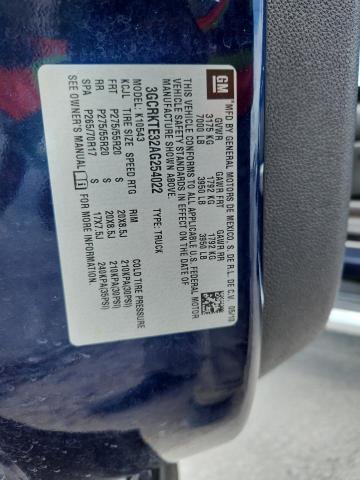 GM
MFD BY GENERAL MOTORS DE MEXICO, S. DE R.L. DE C.V. 05/10
GVWR GAWR FRT GAWR RR
3175 KG 1792 KG 1792 KG
7000 LB 3950 LB 3950 LB
THIS VEHICLE CONFORMS TO ALL APPLICABLE U.S. FEDERAL MOTOR
VEHICLE SAFETY STANDARDS IN EFFECT ON THE DATE OF
MANUFACTURE SHOWN ABOVE.
3GCRKTE32AG254022 TYPE: TRUCK
MODEL: K10543
KCJL TIRE SIZE SPEED RTG RIM COLD TIRE PRESSURE
FRT P275/55R20 S 20X8.5J 210KPA(30PSI)
RR P275/55R20 S 20X8.5J 210KPA(30PSI)
SPA P265/70R17 S 17X7.5J 240KPA(35PSI)
SEE OWNER'S MANUAL FOR MORE INFORMATION.